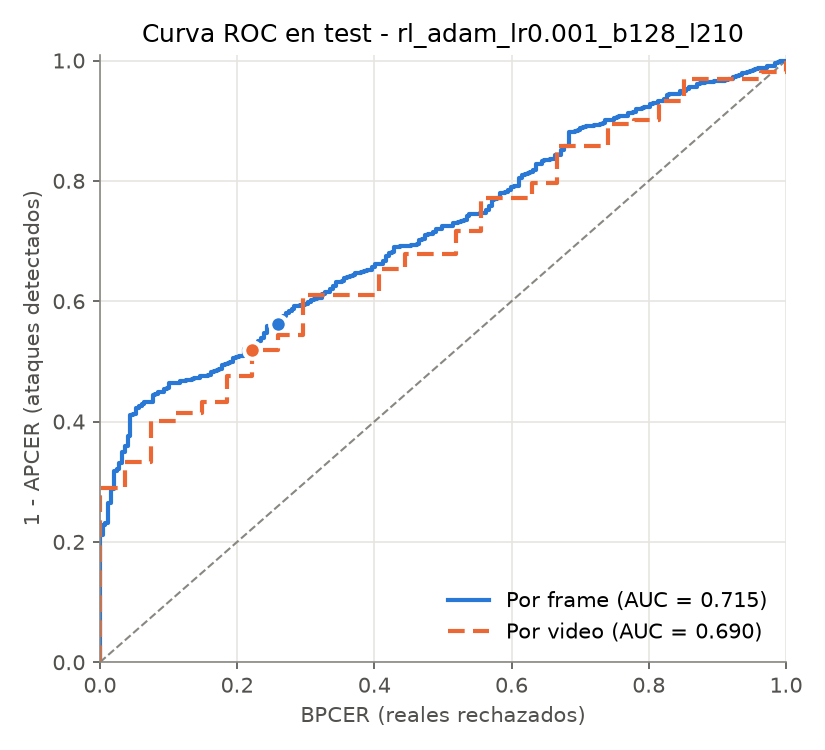 Curva ROC en test - rl_adam_lr0.001_b128_l210
1 - APCER (ataques detectados)
1.0
0.8
0.6
0.4
0.2
0.0
Por frame (AUC = 0.715)
Por video (AUC = 0.690)
0.0 0.2 0.4 0.6 0.8 1.0
BPCER (reales rechazados)